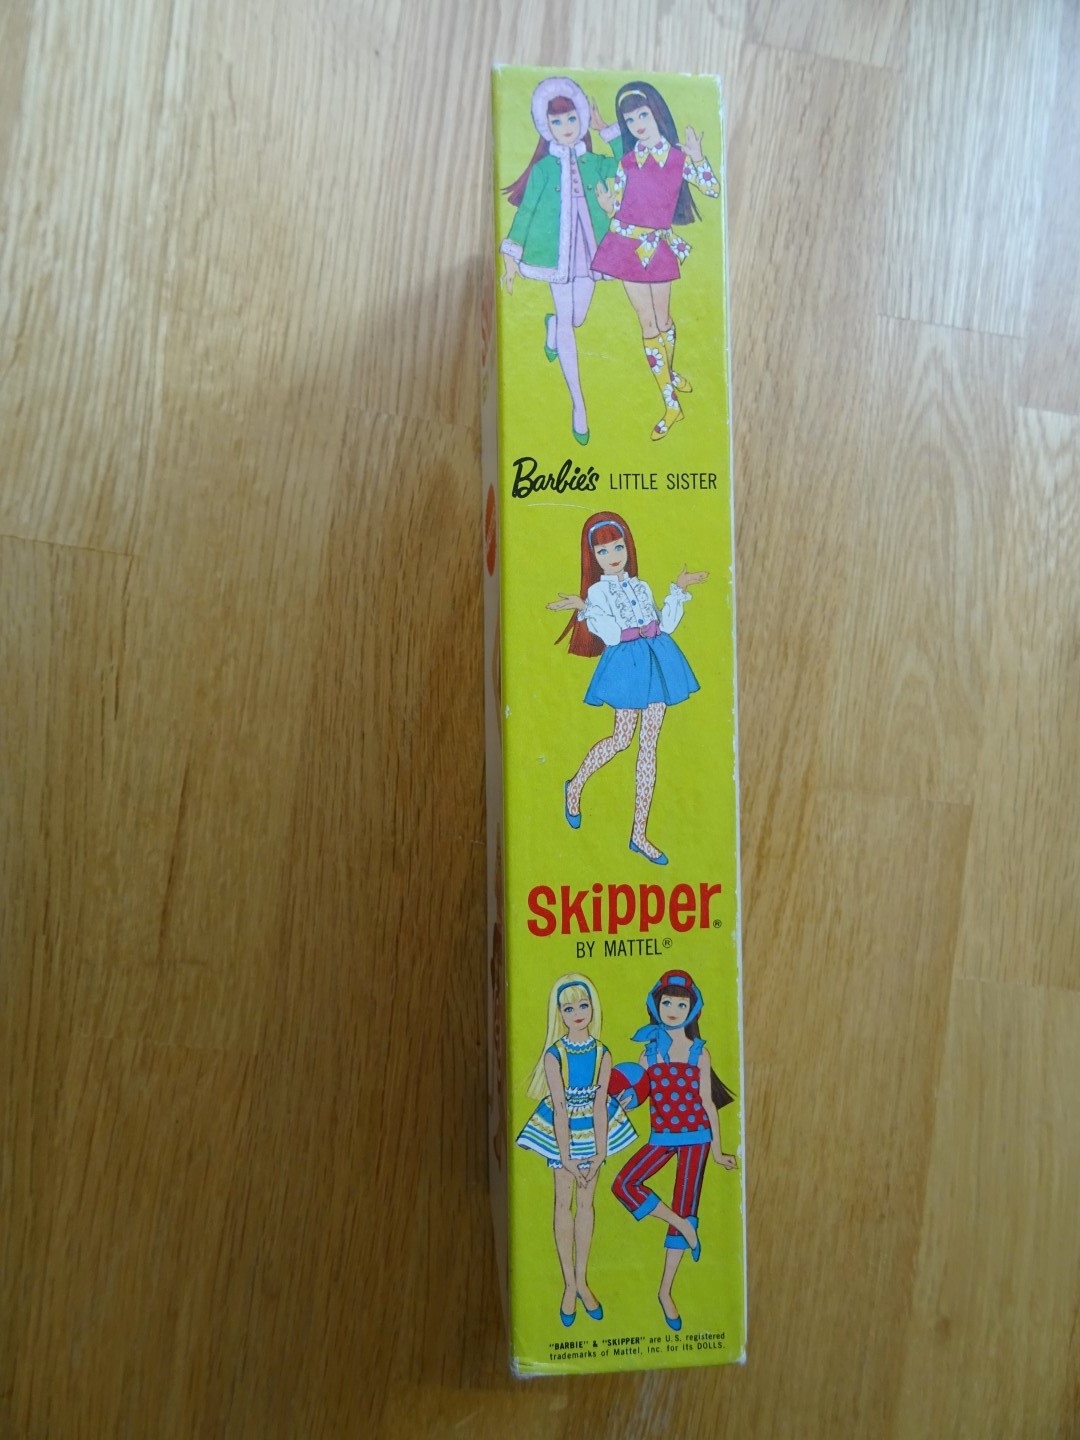 Barbie's LITTLE SISTER
Skipper®
BY MATTEL®
"BARBIE" & "SKIPPER" are U.S. registered
trademarks of Mattel, Inc. for its DOLLS.